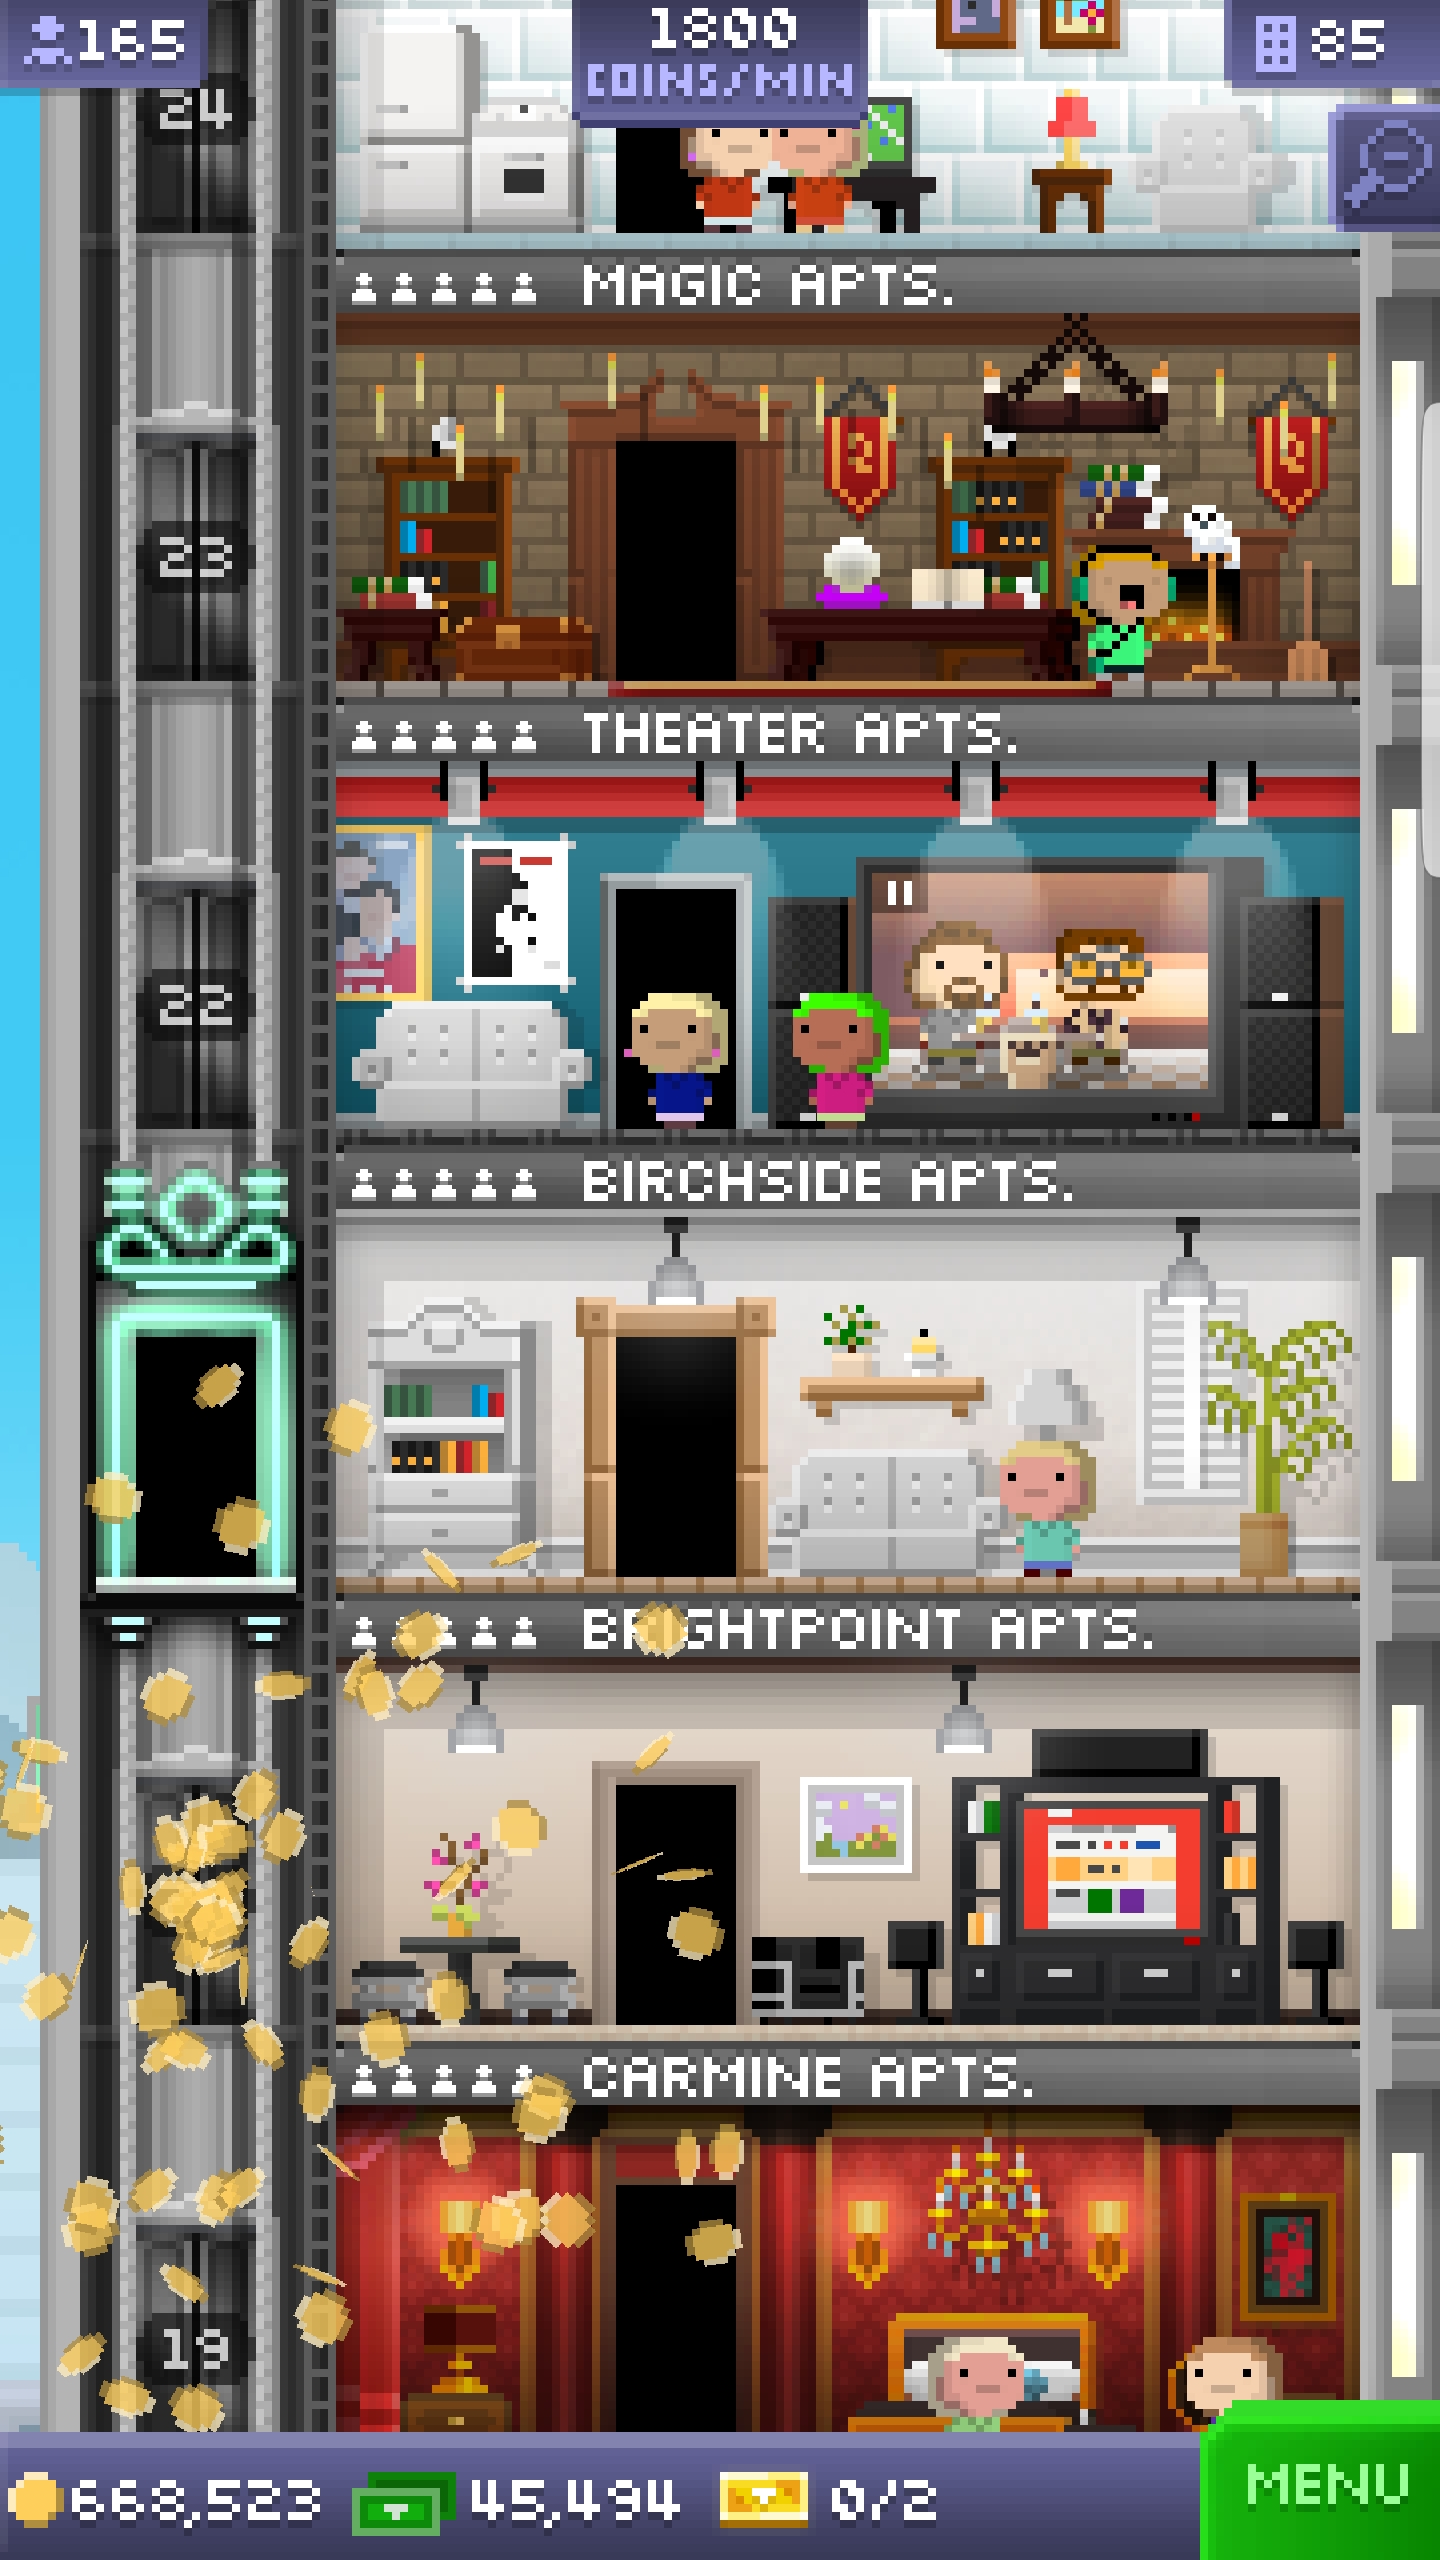 165
1800
COINS/MIN
85
24
MAGIC APTS.
23
THEATER APTS.
22
BIRCHSIDE APTS.
BRIGHTPOINT APTS.
CARMINE APTS.
19
668,523
45,494
0/2
MENU